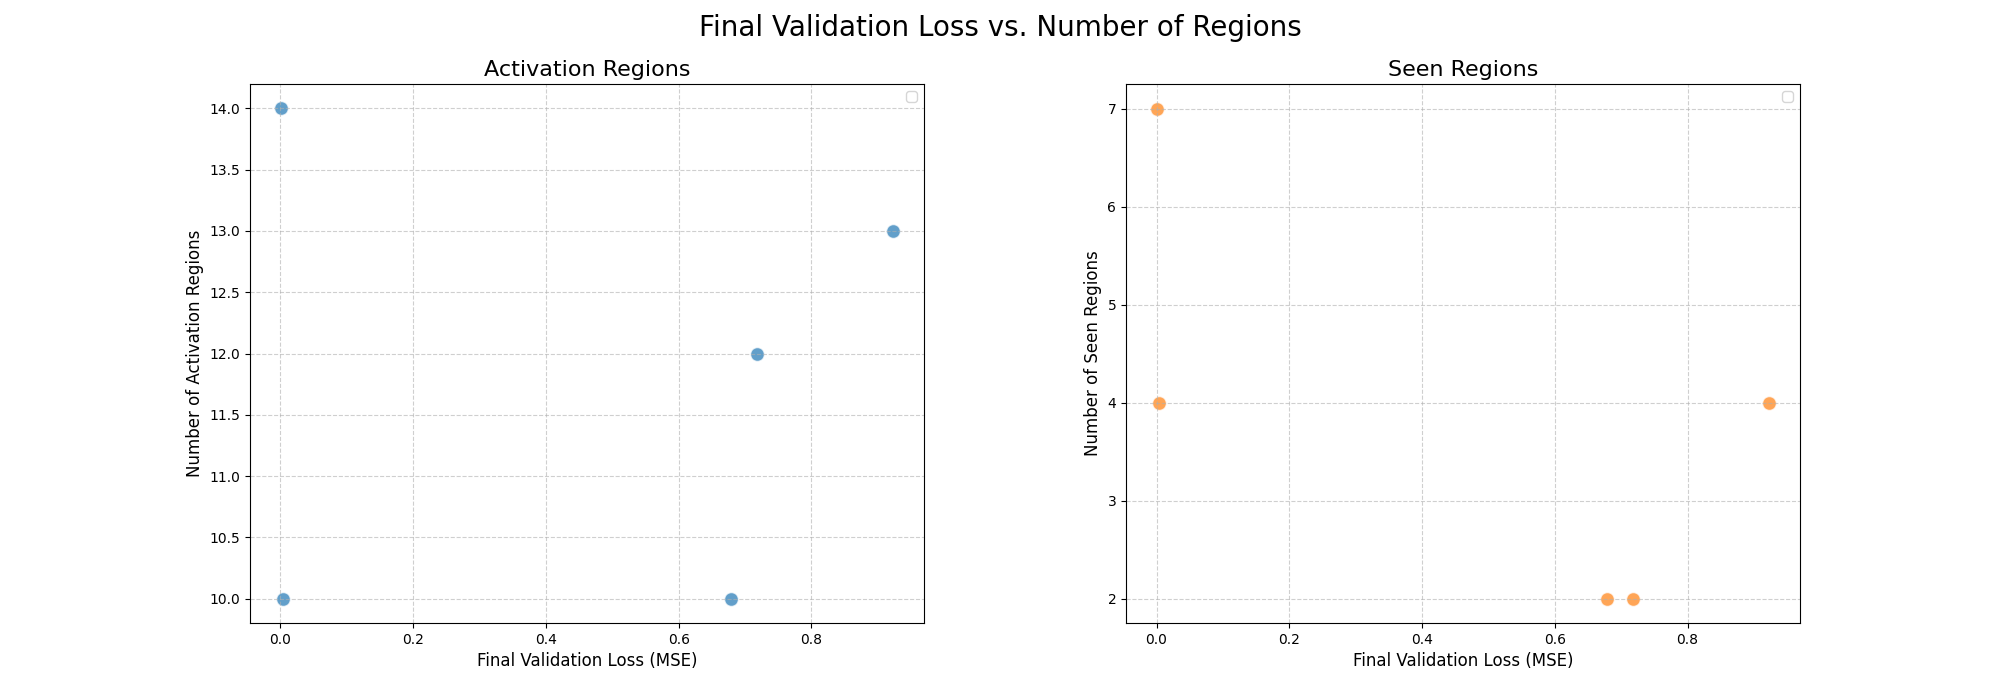 Final Validation Loss vs. Number of Regions
Activation Regions
Number of Activation Regions
14.0
13.5
13.0
12.5
12.0
11.5
11.0
10.5
10.0
0.0 0.2 0.4 0.6 0.8
Final Validation Loss (MSE)
Seen Regions
Number of Seen Regions
7
6
5
4
3
2
0.0 0.2 0.4 0.6 0.8
Final Validation Loss (MSE)